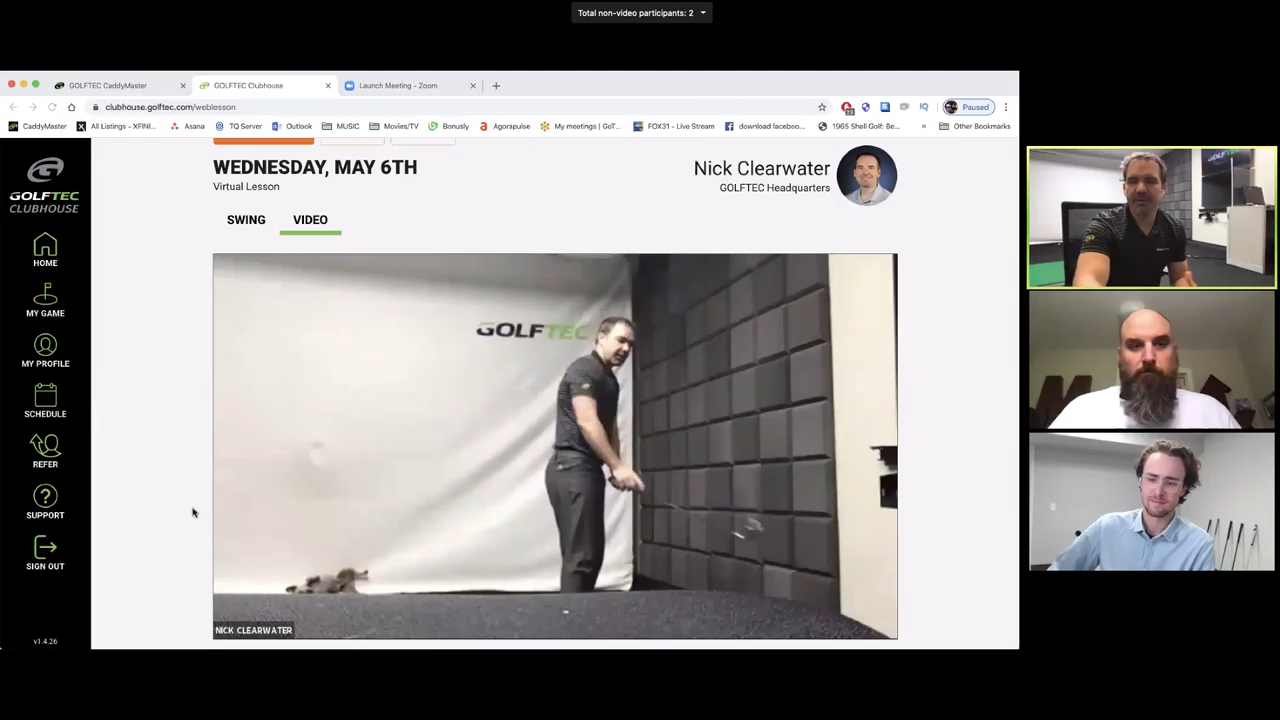 Total non-video participants: 2
GOLFTEC CaddyMaster
GOLFTEC Clubhouse
Launch Meeting - Zoom
clubhouse.golftec.com/weblesson
Paused
CaddyMaster
All Listings - XFINI...
Asana
TQ Server
Outlook
MUSIC
Movies/TV
Bonusly
Agorapulse
My meetings | GoT...
FOX31 - Live Stream
download faceboo...
1965 Shell Golf: Be...
»
Other Bookmarks
GOLFTEC
CLUBHOUSE
HOME
MY GAME
MY PROFILE
SCHEDULE
REFER
SUPPORT
SIGN OUT
v1.4.26
WEDNESDAY, MAY 6TH
Virtual Lesson
Nick Clearwater
GOLFTEC Headquarters
SWING
VIDEO
GOLFTEC
NICK CLEARWATER